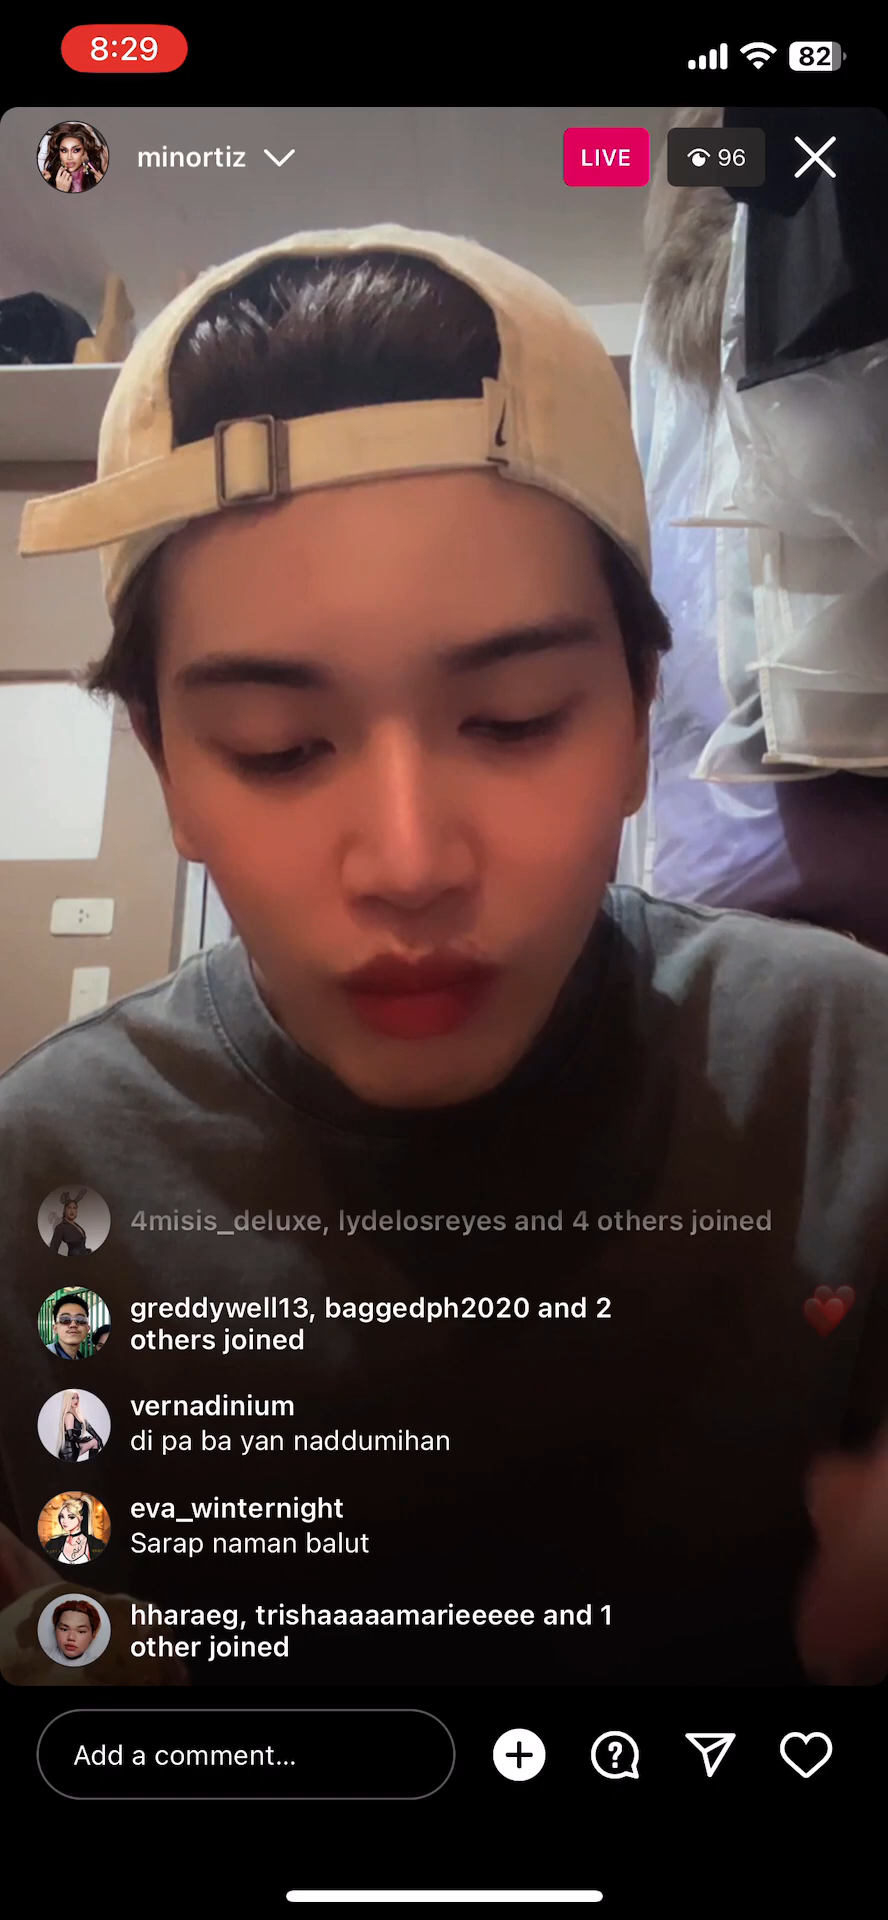 8:29
82
minortiz
LIVE
96
4misis_deluxe, lydelosreyes and 4 others joined
greddywell13, baggedph2020 and 2
others joined
vernadinium
di pa ba yan naddumihan
eva_winternight
Sarap naman balut
hharaeg, trishaaaaamarieeeee and 1
other joined
Add a comment...